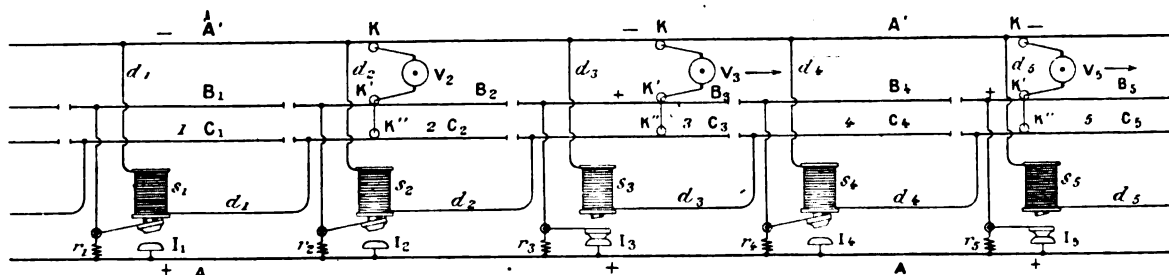 − A' K − K A' K −
d1 d2 V2 d3 V3 d4 d5 V5
K' K' K'
B1 B2 + B3 B4 + B5
1 C1 K" 2 C2 K" 3 C3 4 C4 K" 5 C5
s1 s2 s3 s4 s5
d1 d2 d3 d4 d5
r1 I1 r2 I2 r3 I3 r4 I4 r5 I5
+ A + A +